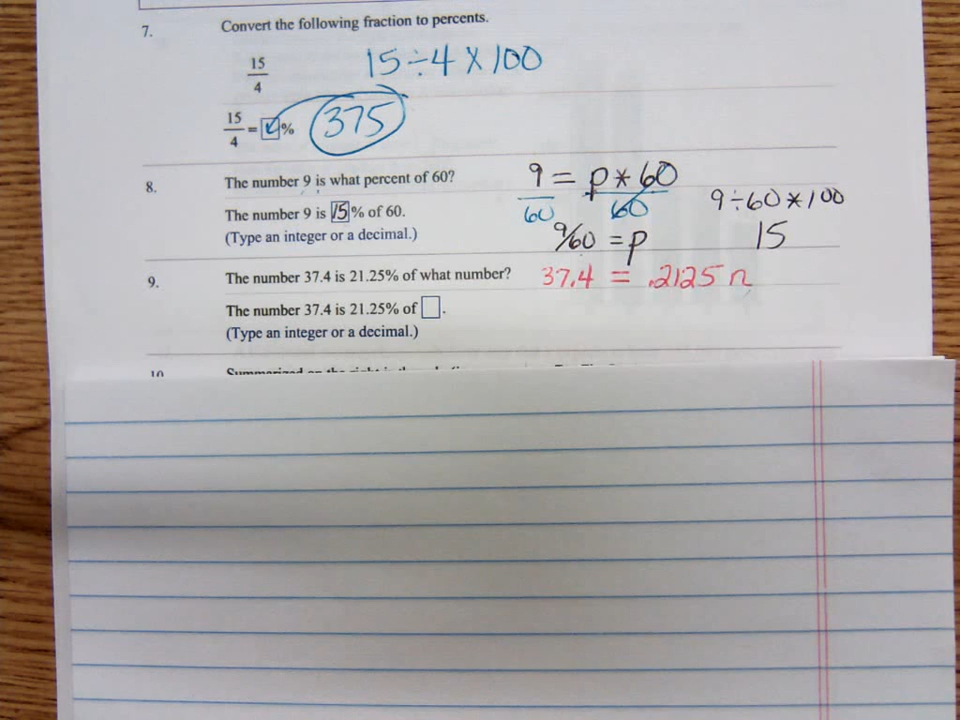 7. Convert the following fraction to percents.
15/4 15÷4 X 100
15/4 = % 375
8. The number 9 is what percent of 60? 9 = p * 60
60 60 9÷60*100
The number 9 is 15% of 60.
(Type an integer or a decimal.) 9/60 = p 15
9. The number 37.4 is 21.25% of what number? 37.4 = .2125 n
The number 37.4 is 21.25% of .
(Type an integer or a decimal.)
10